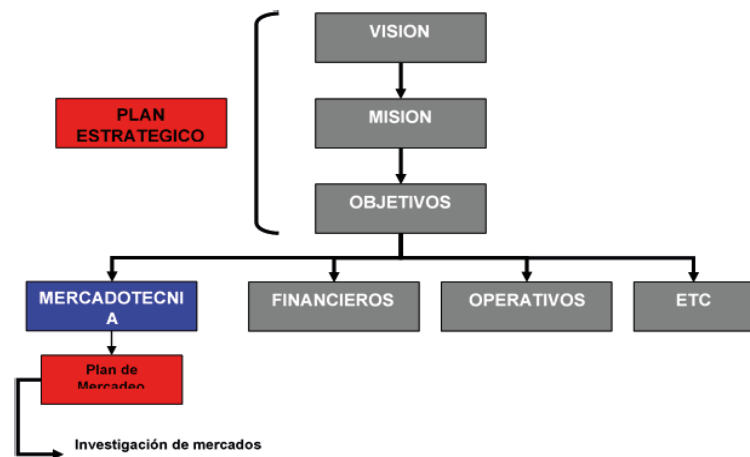 VISION
PLAN
ESTRATEGICO
MISION
OBJETIVOS
MERCADOTECNI
A
FINANCIEROS
OPERATIVOS
ETC
Plan de
Mercadeo
Investigación de mercados